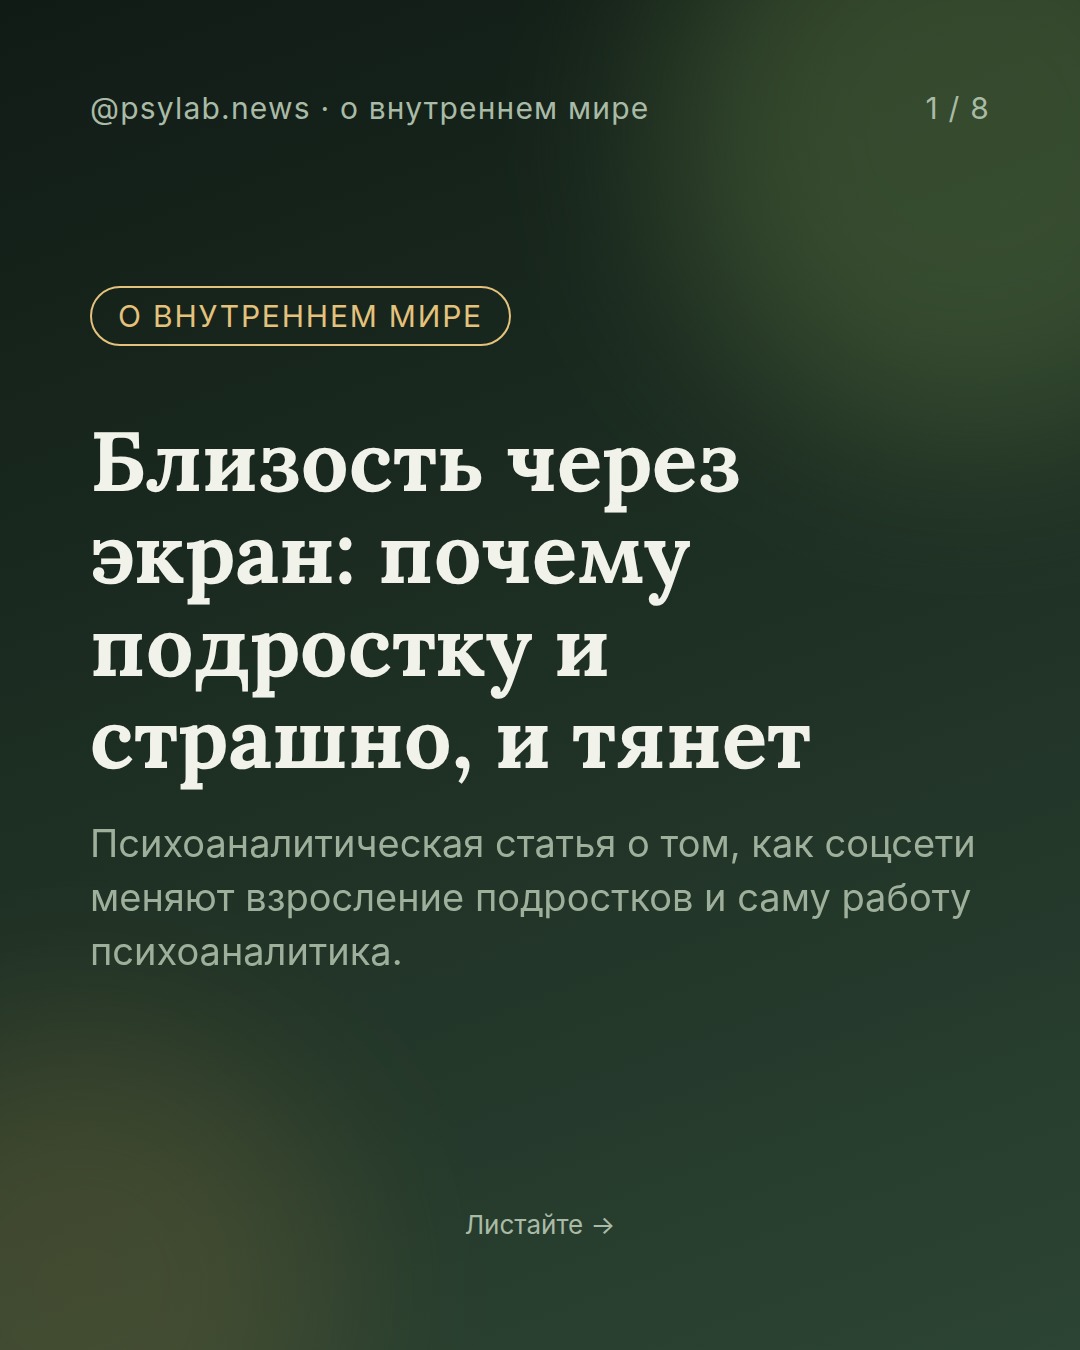 @psylab.news · о внутреннем мире
1 / 8
О ВНУТРЕННЕМ МИРЕ
Близость через
экран: почему
подростку и
страшно, и тянет
Психоаналитическая статья о том, как соцсети
меняют взросление подростков и саму работу
психоаналитика.
Листайте →